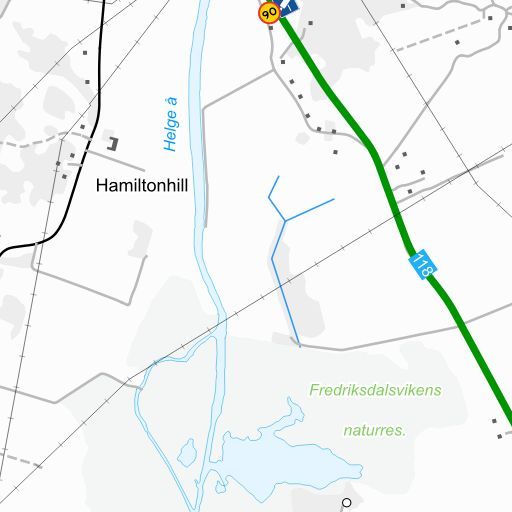 90
Helge å
Hamiltonhill
118
Fredriksdalsvikens
naturres.